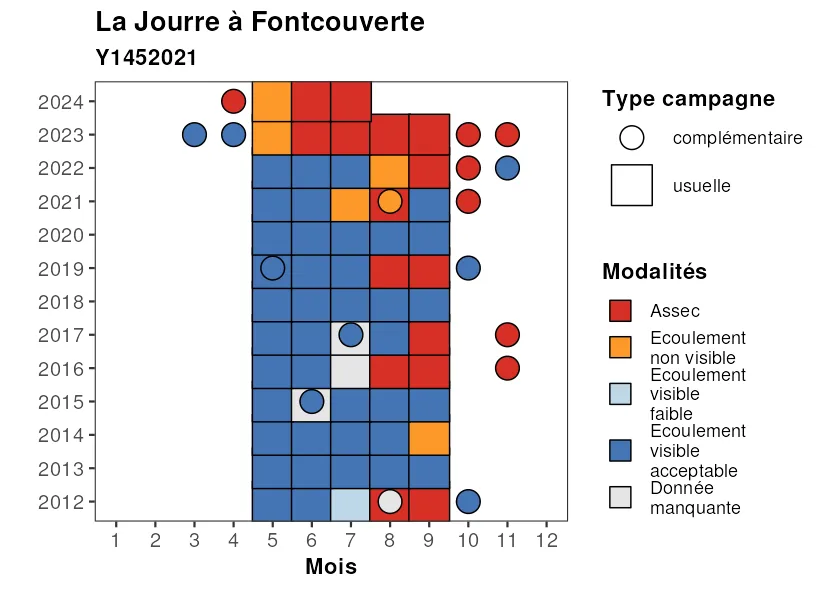 La Jourre à Fontcouverte
Y1452021
2024
2023
2022
2021
2020
2019
2018
2017
2016
2015
2014
2013
2012
1 2 3 4 5 6 7 8 9 10 11 12
Mois
Type campagne
complémentaire
usuelle
Modalités
Assec
Ecoulement
non visible
Ecoulement
visible
faible
Ecoulement
visible
acceptable
Donnée
manquante